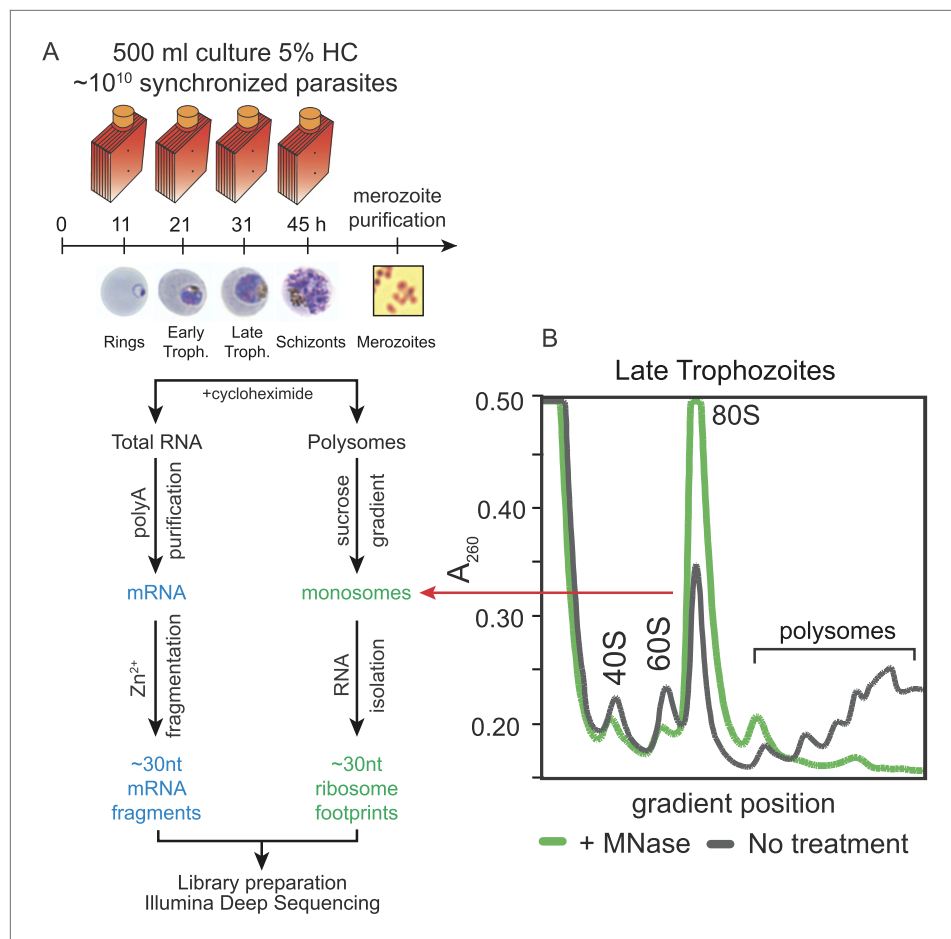 A
500 ml culture 5% HC
~10¹⁰ synchronized parasites
merozoite
purification
0 11 21 31 45 h
Rings
Early
Troph.
Late
Troph.
Schizonts
Merozoites
+cycloheximide
Total RNA
Polysomes
polyA
purification
sucrose
gradient
mRNA
monosomes
Zn²⁺
fragmentation
RNA
isolation
~30nt
mRNA
fragments
~30nt
ribosome
footprints
Library preparation
Illumina Deep Sequencing
B
Late Trophozoites
0.50
0.40
0.30
0.20
A₂₆₀
40S
60S
80S
polysomes
gradient position
+ MNase
No treatment